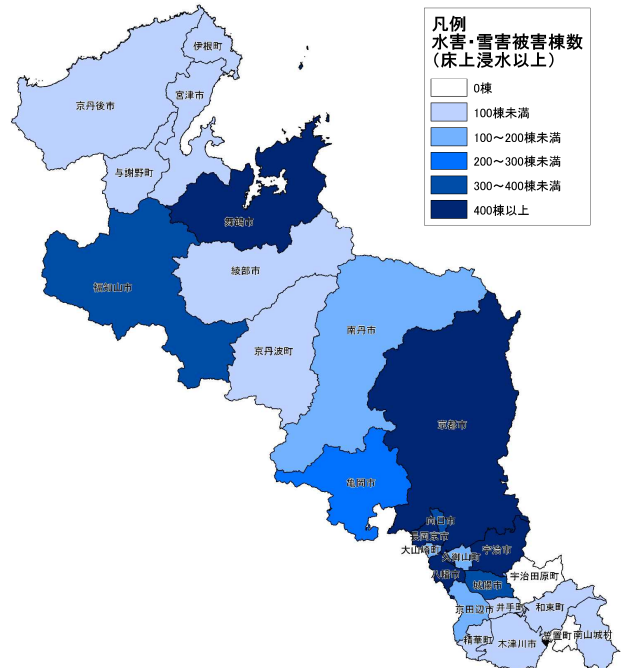 凡例
水害・雪害被害棟数
(床上浸水以上)
0棟
100棟未満
100~200棟未満
200~300棟未満
300~400棟未満
400棟以上
伊根町
京丹後市
宮津市
与謝野町
舞鶴市
綾部市
福知山市
南丹市
京丹波町
京都市
亀岡市
向日市
長岡京市
大山崎町
久御山町
宇治市
八幡市
宇治田原町
城陽市
京田辺市
井手町
和東町
精華町
木津川市
笠置町
南山城村